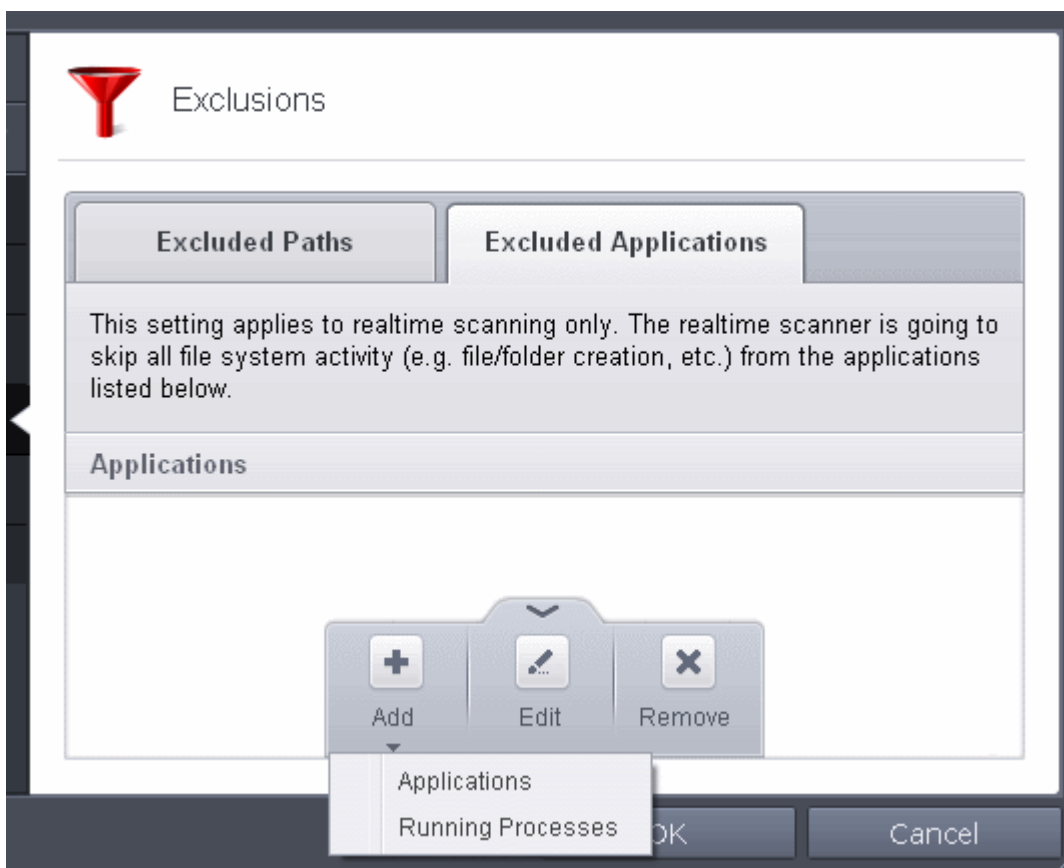 Exclusions
Excluded Paths
Excluded Applications
This setting applies to realtime scanning only. The realtime scanner is going to
skip all file system activity (e.g. file/folder creation, etc.) from the applications
listed below.
Applications
Add
Edit
Remove
Applications
Running Processes
OK
Cancel